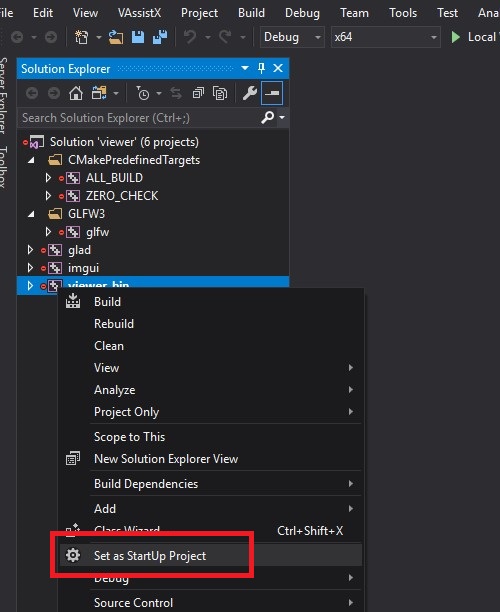 File Edit View VAssistX Project Build Debug Team Tools Test Anal
Debug x64 Local
Server Explorer
Toolbox
Solution Explorer
Search Solution Explorer (Ctrl+;)
Solution 'viewer' (6 projects)
CMakePredefinedTargets
ALL_BUILD
ZERO_CHECK
GLFW3
glfw
glad
imgui
viewer_bin
Build
Rebuild
Clean
View
Analyze
Project Only
Scope to This
New Solution Explorer View
Build Dependencies
Add
Class Wizard Ctrl+Shift+X
Set as StartUp Project
Debug
Source Control